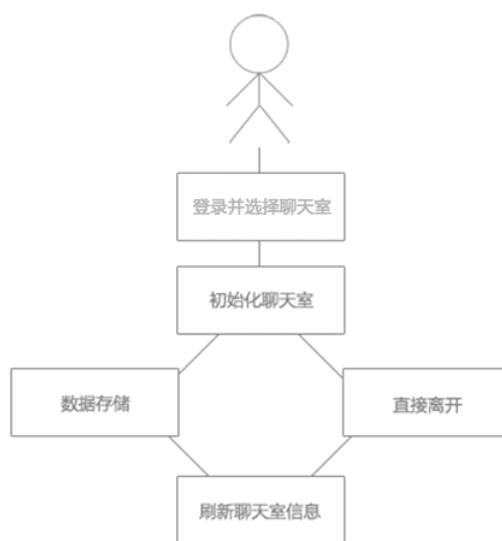 登录并选择聊天室
初始化聊天室
数据存储
直接离开
刷新聊天室信息